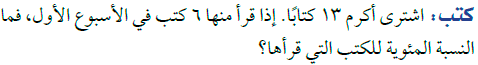 كتب: اشترى أكرم ١٣ كتابًا. إذا قرأ منها ٦ كتب في الأسبوع الأول، فما
النسبة المئوية للكتب التي قرأها؟